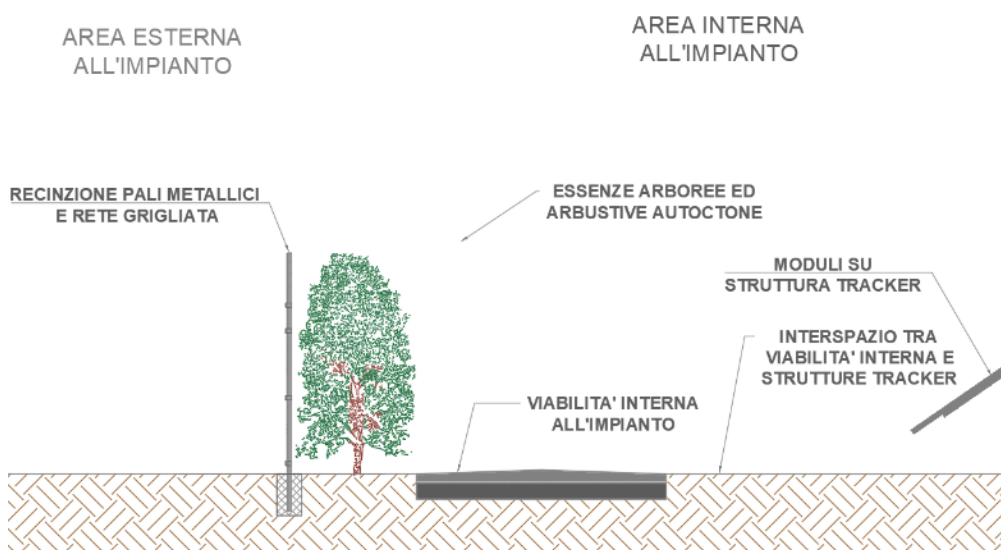 AREA ESTERNA
ALL'IMPIANTO
AREA INTERNA
ALL'IMPIANTO
RECINZIONE PALI METALLICI
E RETE GRIGLIATA
ESSENZE ARBOREE ED
ARBUSTIVE AUTOCTONE
MODULI SU
STRUTTURA TRACKER
INTERSPAZIO TRA
VIABILITA' INTERNA E
STRUTTURE TRACKER
VIABILITA' INTERNA
ALL'IMPIANTO